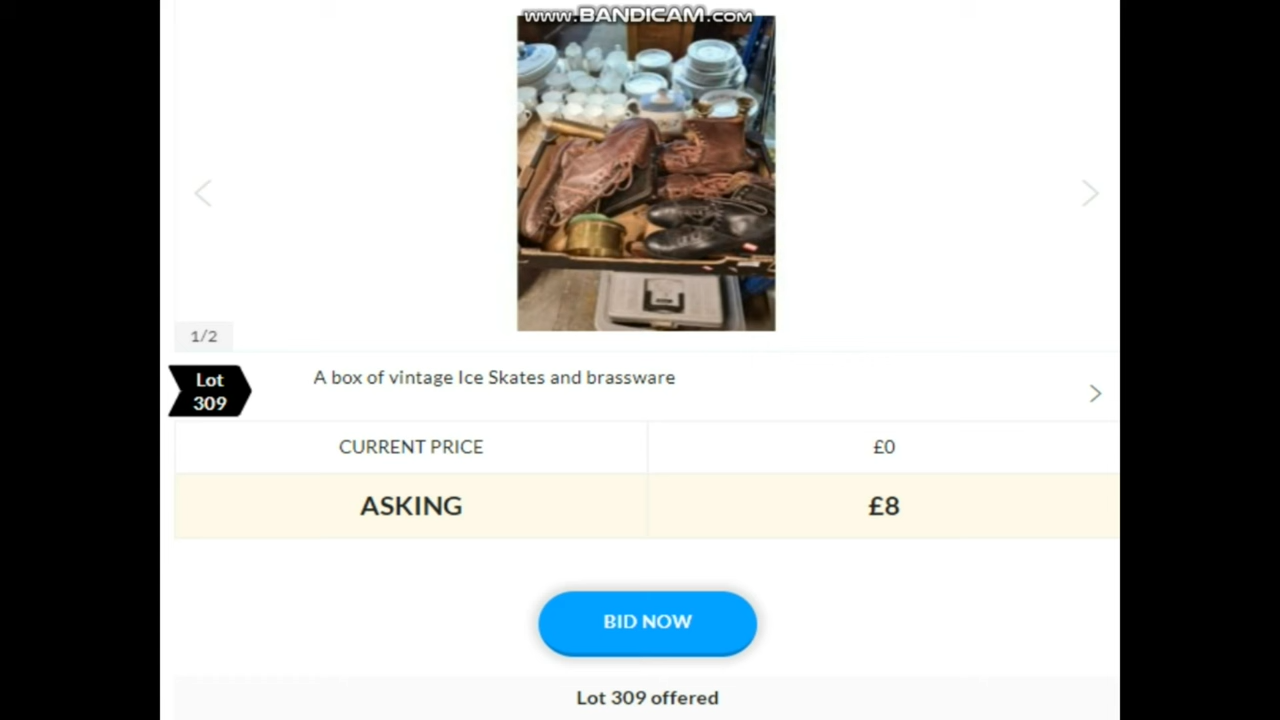 www.BANDICAM.com
1/2
Lot
309
A box of vintage Ice Skates and brassware
CURRENT PRICE
£0
ASKING
£8
BID NOW
Lot 309 offered